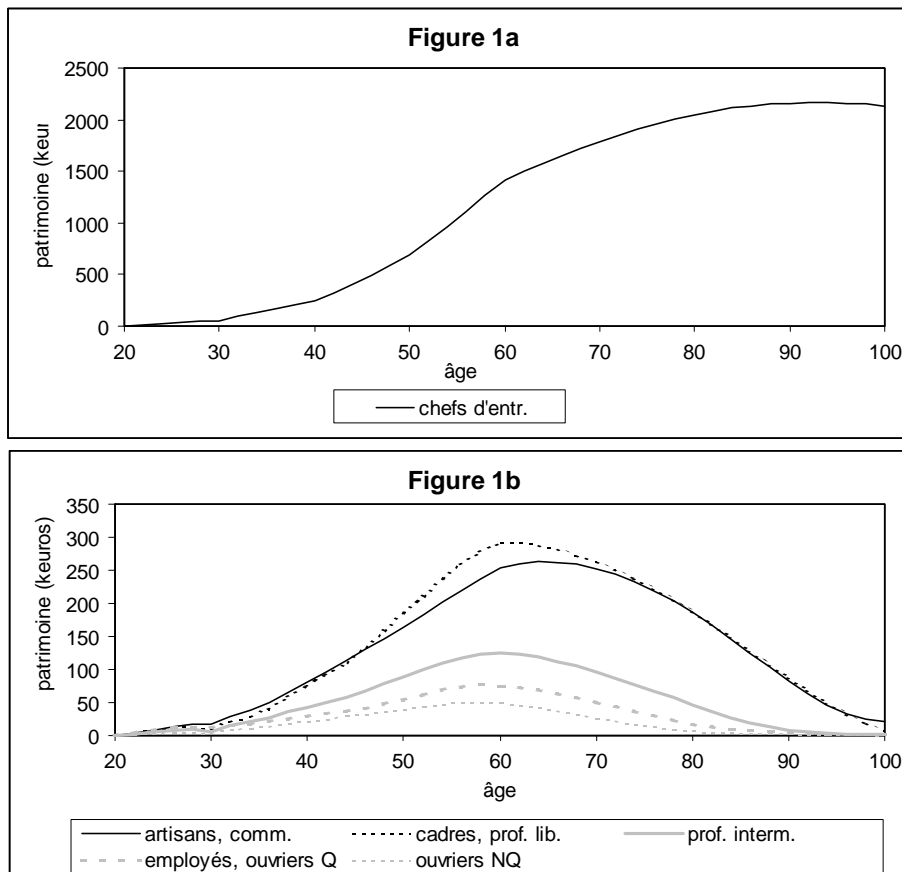 Figure 1a
patrimoine (keur
2500
2000
1500
1000
500
0
20 30 40 50 60 70 80 90 100
âge
chefs d'entr.
Figure 1b
patrimoine (keuros)
350
300
250
200
150
100
50
0
20 30 40 50 60 70 80 90 100
âge
artisans, comm. cadres, prof. lib. prof. interm.
employés, ouvriers Q ouvriers NQ